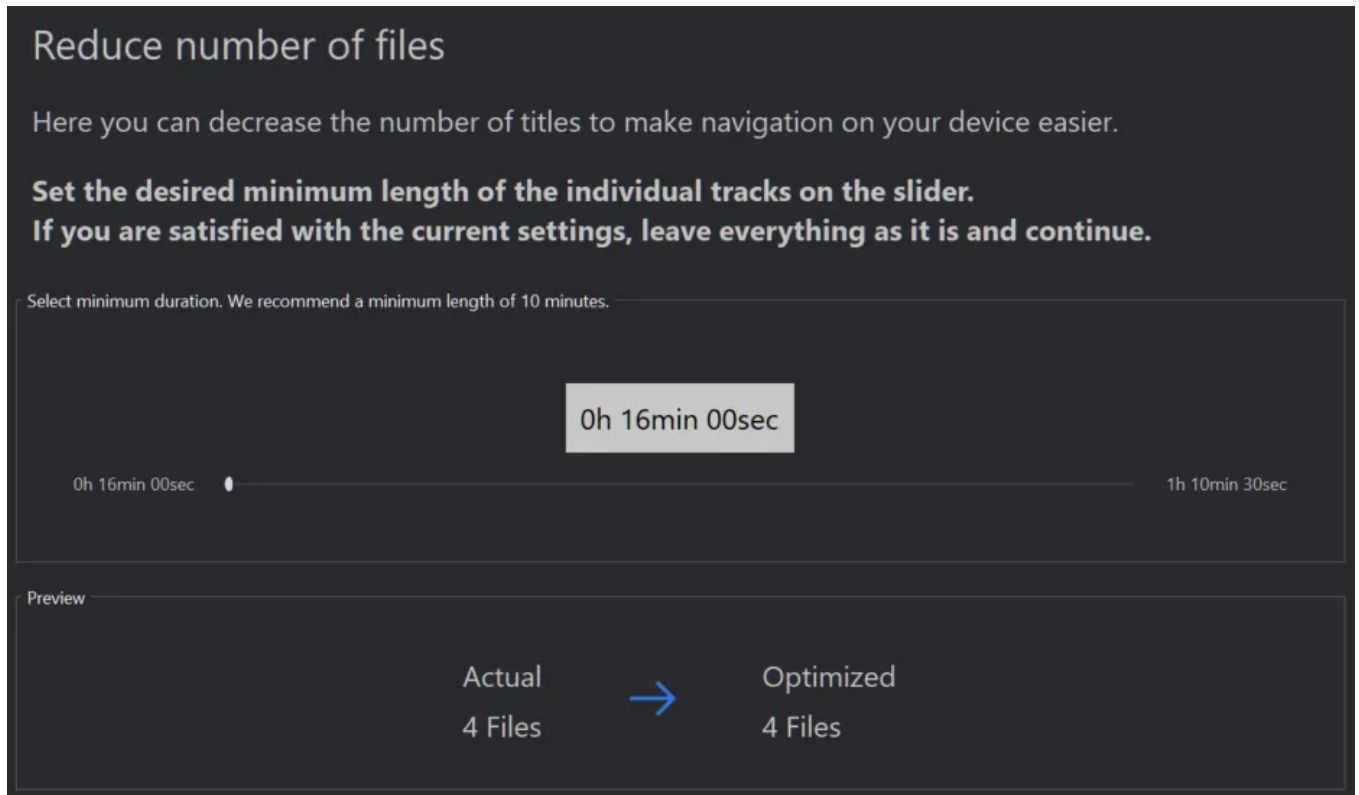 Reduce number of files
Here you can decrease the number of titles to make navigation on your device easier.
Set the desired minimum length of the individual tracks on the slider.
If you are satisfied with the current settings, leave everything as it is and continue.
Select minimum duration. We recommend a minimum length of 10 minutes.
0h 16min 00sec
0h 16min 00sec
1h 10min 30sec
Preview
Actual
Optimized
4 Files
4 Files